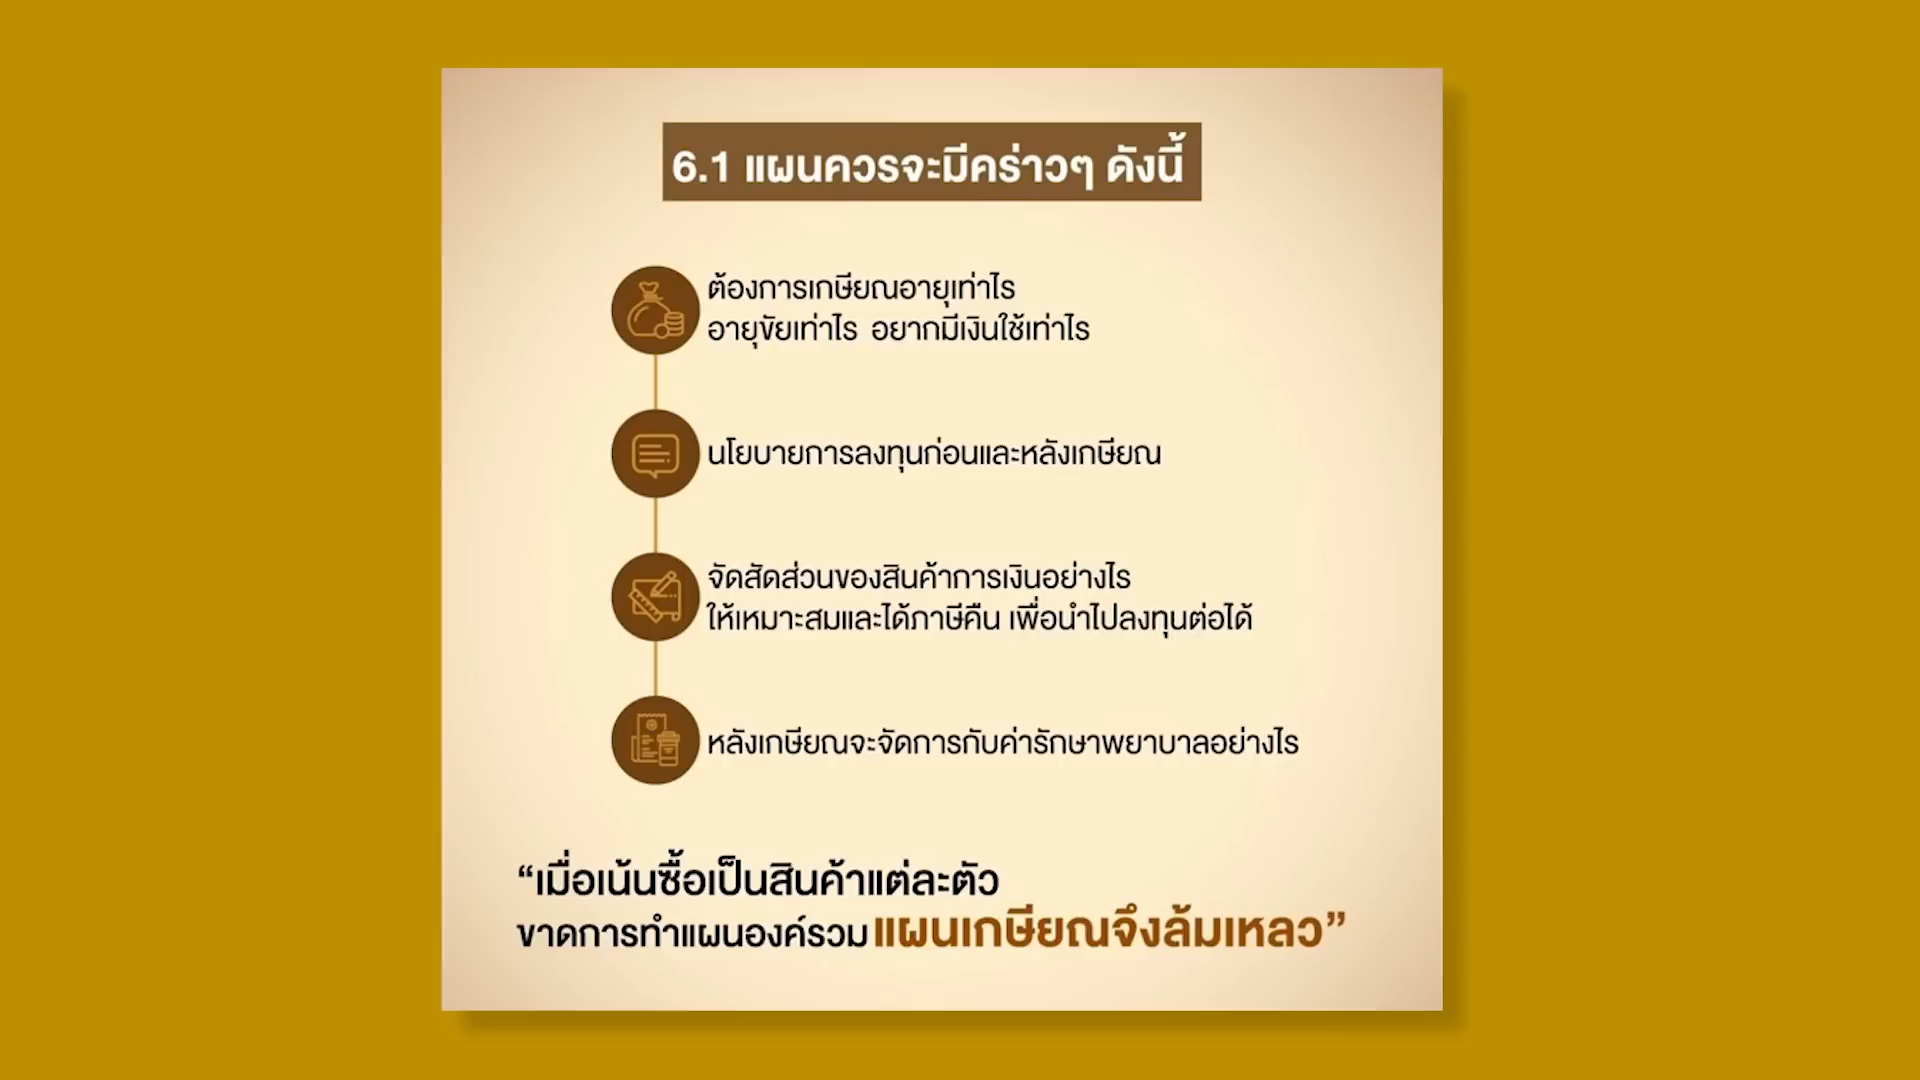 6.1 แผนควรจะมีคร่าวๆ ดังนี้
ต้องการเกษียณอายุเท่าไร
อายุขัยเท่าไร อยากมีเงินใช้เท่าไร
นโยบายการลงทุนก่อนและหลังเกษียณ
จัดสัดส่วนของสินค้าการเงินอย่างไร
ให้เหมาะสมและได้ภาษีคืน เพื่อนำไปลงทุนต่อได้
หลังเกษียณจะจัดการกับค่ารักษาพยาบาลอย่างไร
“เมื่อเน้นซื้อเป็นสินค้าแต่ละตัว
ขาดการทำแผนองค์รวม แผนเกษียณจึงล้มเหลว”